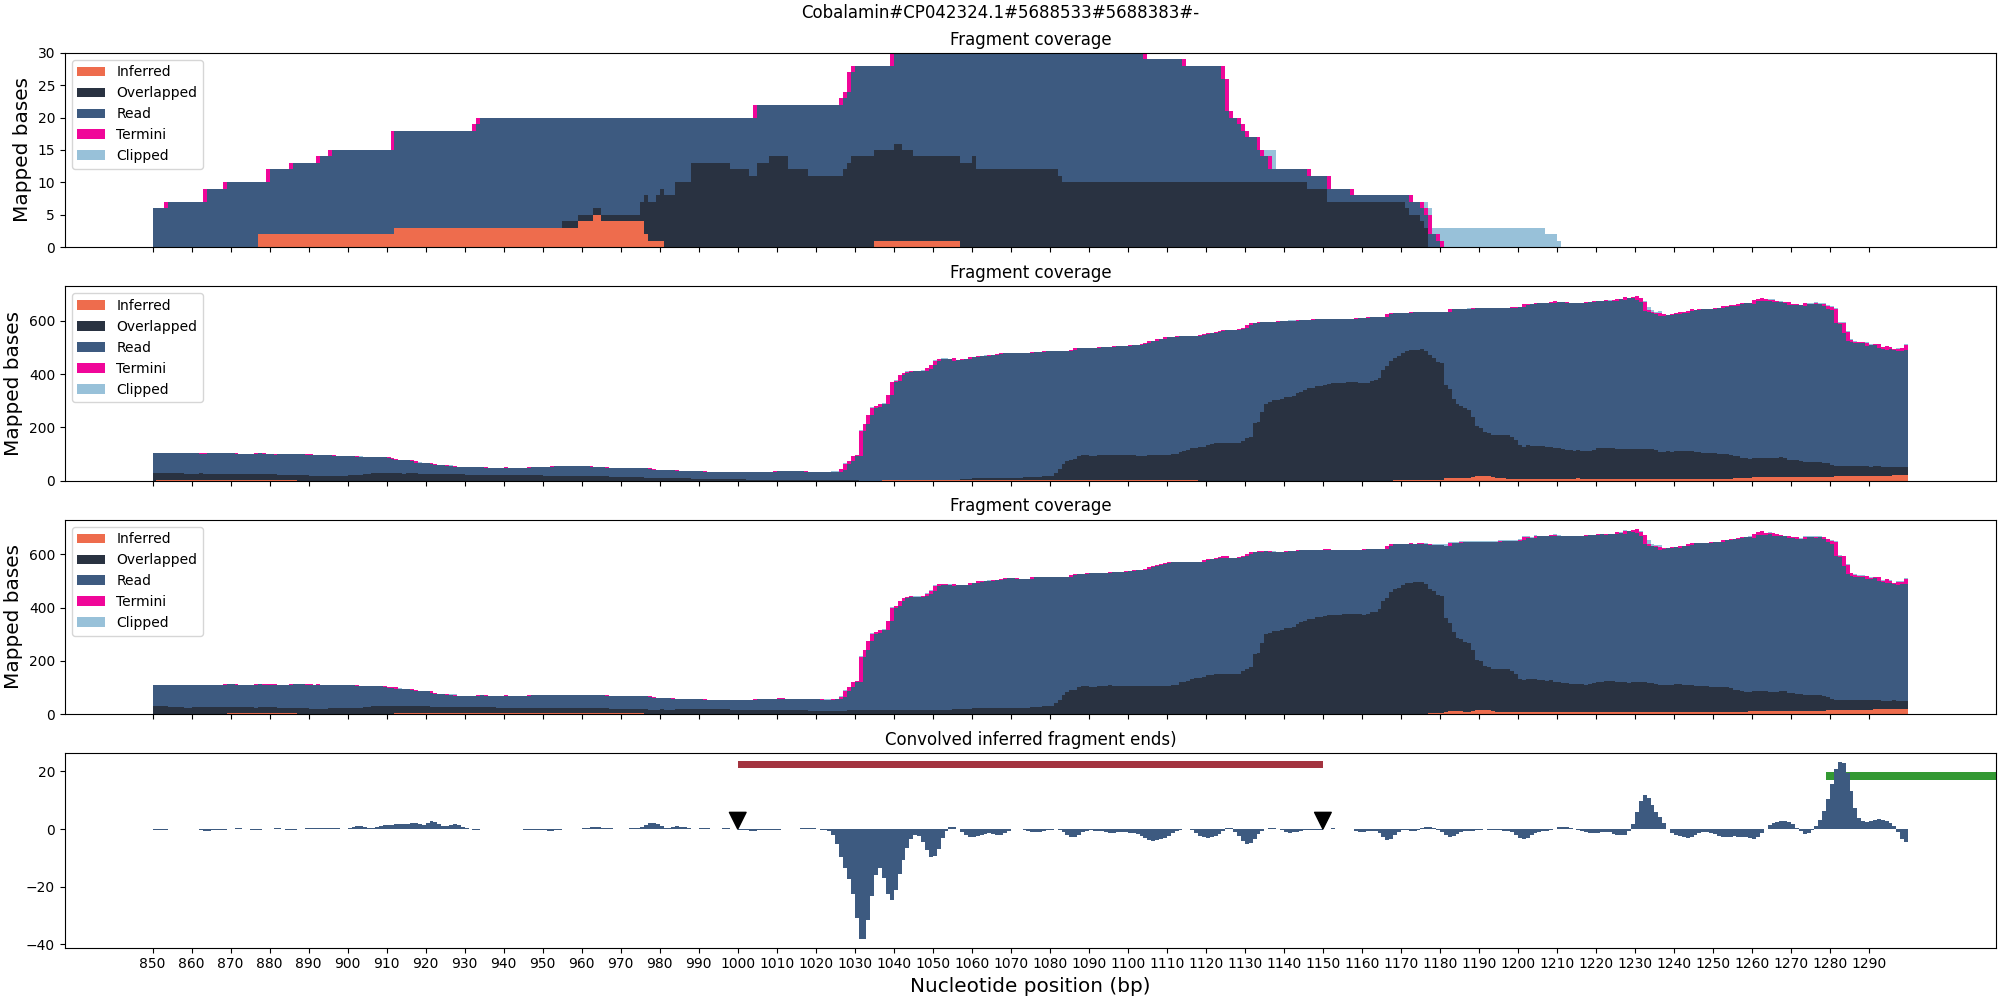 Cobalamin#CP042324.1#5688533#5688383#-
Fragment coverage
Mapped bases
30
25
20
15
10
5
0
Inferred
Overlapped
Read
Termini
Clipped
Fragment coverage
Mapped bases
600
400
200
0
Inferred
Overlapped
Read
Termini
Clipped
Fragment coverage
Mapped bases
600
400
200
0
Inferred
Overlapped
Read
Termini
Clipped
Convolved inferred fragment ends)
20
0
−20
−40
850 860 870 880 890 900 910 920 930 940 950 960 970 980 990 1000 1010 1020 1030 1040 1050 1060 1070 1080 1090 1100 1110 1120 1130 1140 1150 1160 1170 1180 1190 1200 1210 1220 1230 1240 1250 1260 1270 1280 1290
Nucleotide position (bp)